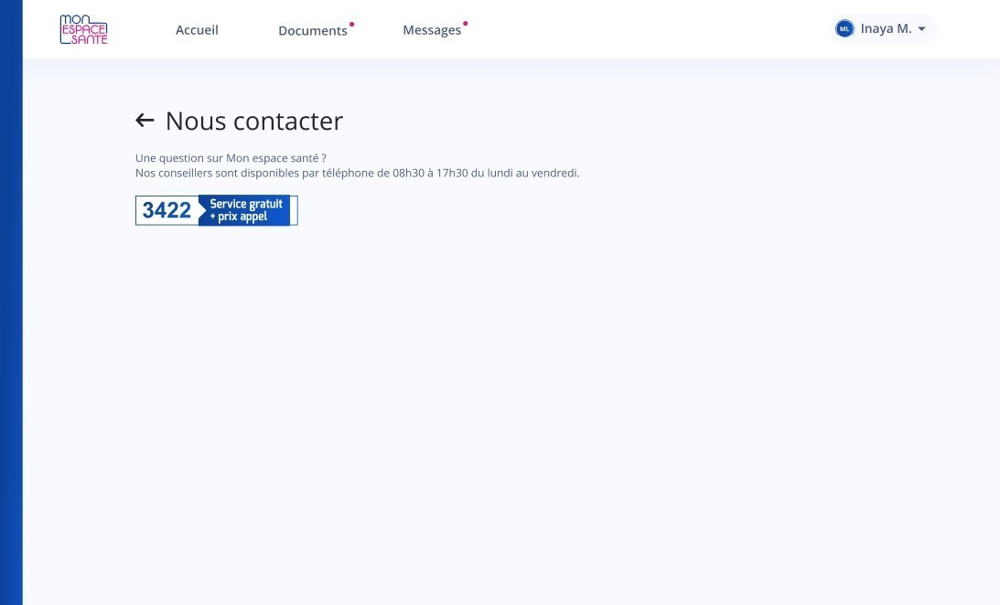 mon
ESPACE
SANTÉ
Accueil
Documents
Messages
ML
Inaya M.
Nous contacter
Une question sur Mon espace santé ?
Nos conseillers sont disponibles par téléphone de 08h30 à 17h30 du lundi au vendredi.
3422
Service gratuit
+ prix appel